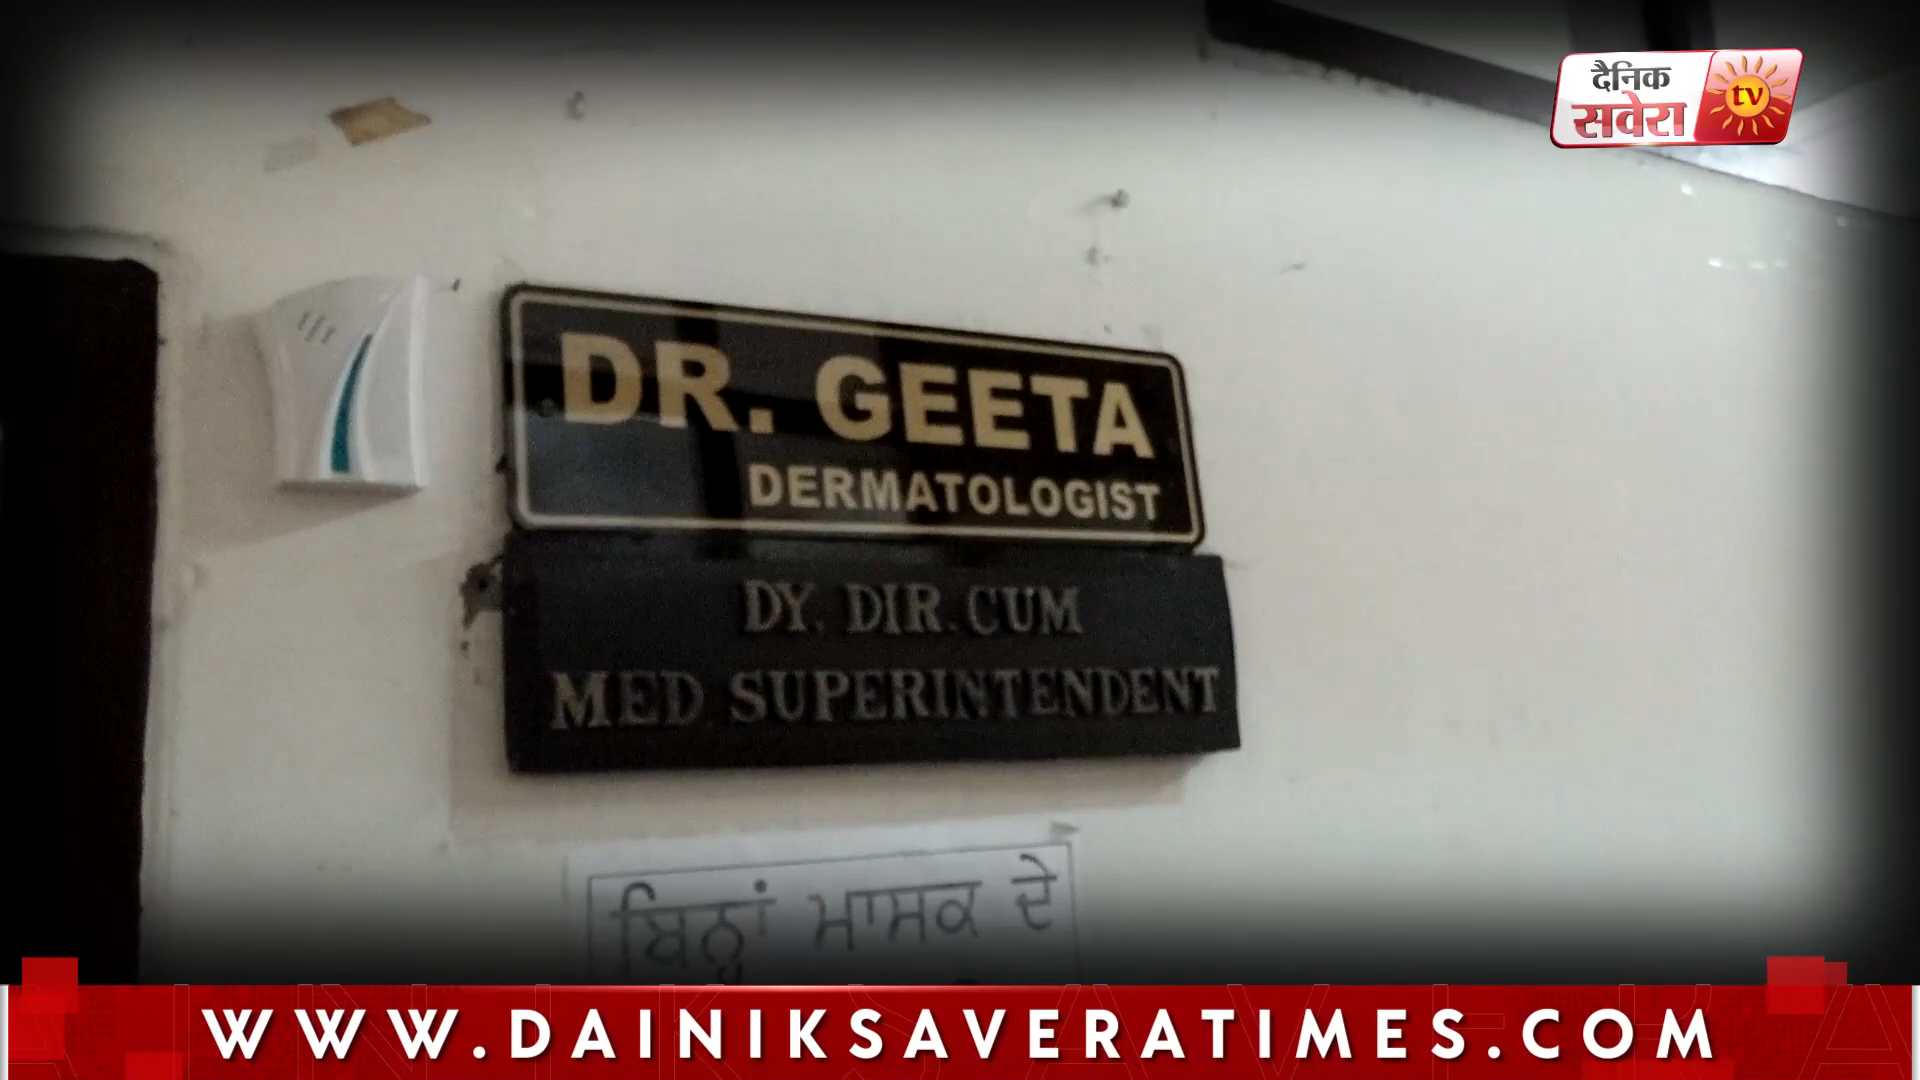 दैनिक
सवेरा
tv
DR. GEETA
DERMATOLOGIST
DY. DIR. CUM
MED SUPERINTENDENT
ਬਿਨ੍ਹਾਂ ਮਾਸਕ ਦੇ
WWW.DAINIKSAVERATIMES.COM